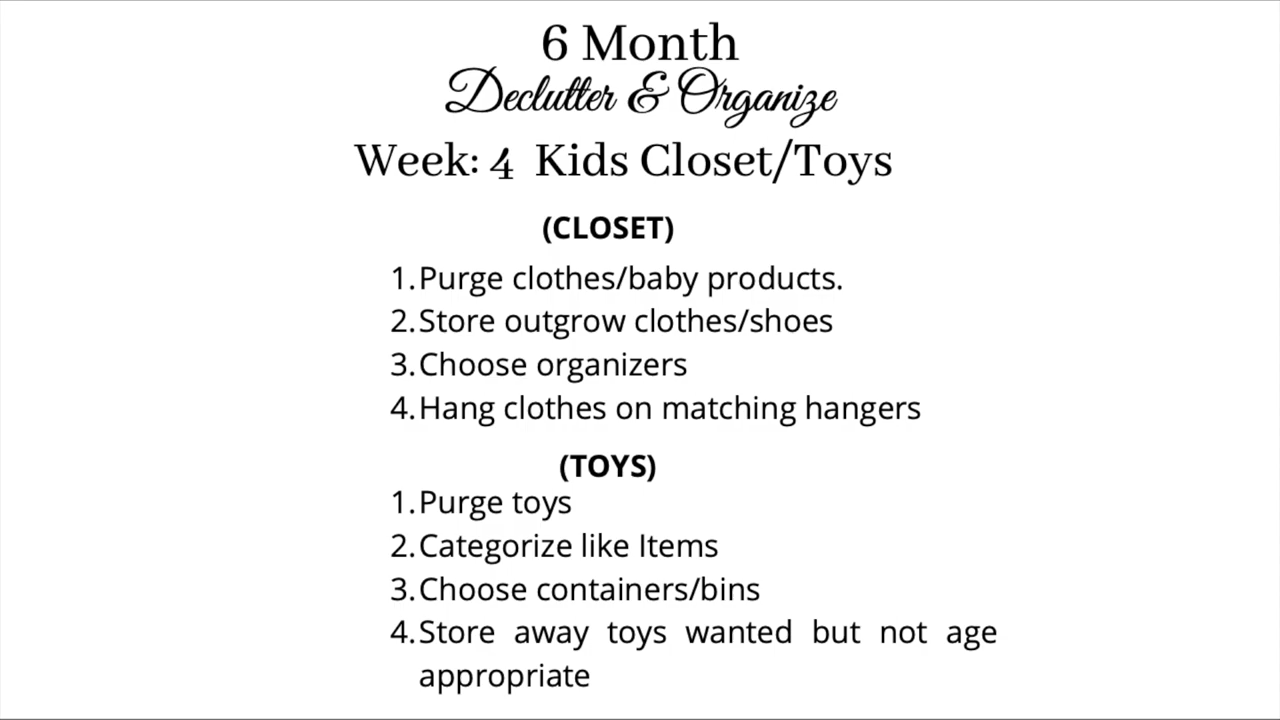 6 Month
Declutter & Organize
Week: 4 Kids Closet/Toys
(CLOSET)
1.Purge clothes/baby products.
2.Store outgrow clothes/shoes
3.Choose organizers
4.Hang clothes on matching hangers
(TOYS)
1.Purge toys
2.Categorize like Items
3.Choose containers/bins
4.Store away toys wanted but not age
appropriate